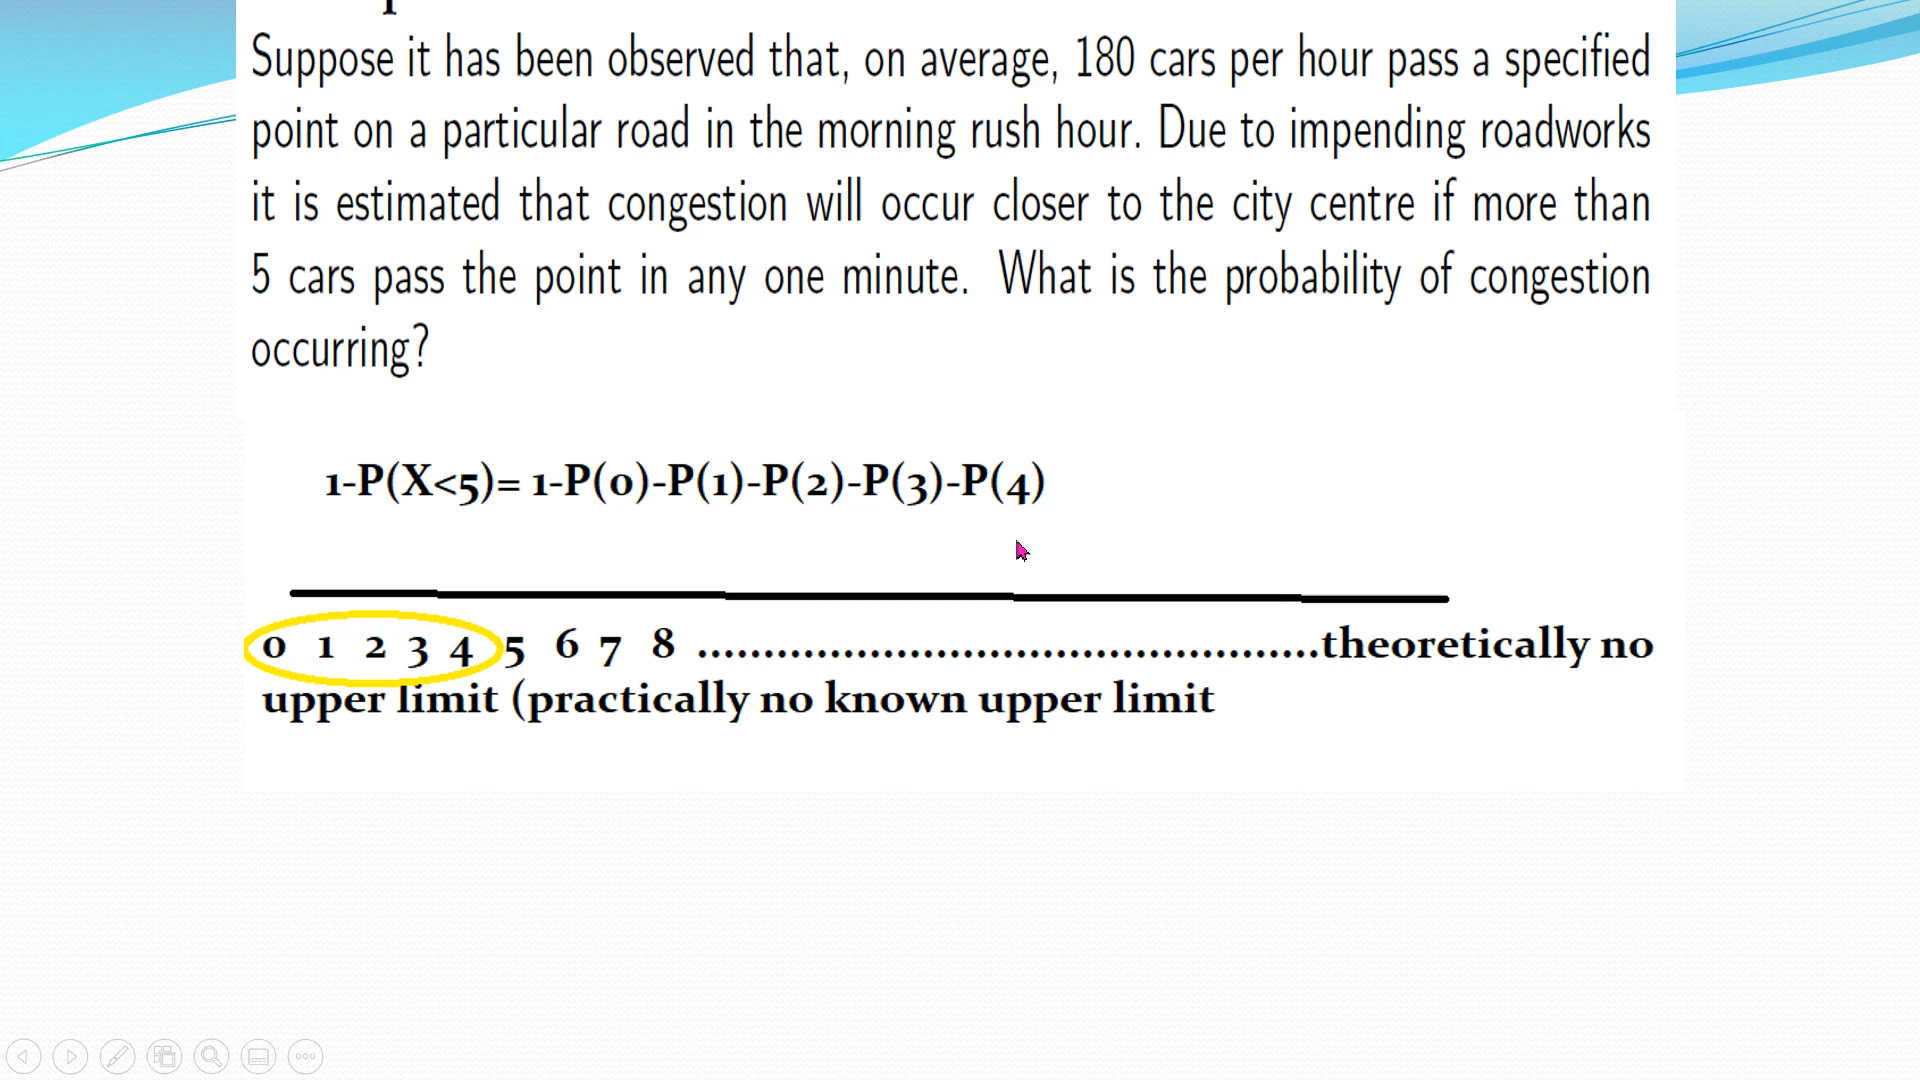 Suppose it has been observed that, on average, 180 cars per hour pass a specified
point on a particular road in the morning rush hour. Due to impending roadworks
it is estimated that congestion will occur closer to the city centre if more than
5 cars pass the point in any one minute. What is the probability of congestion
occurring?
1-P(X<5)= 1-P(0)-P(1)-P(2)-P(3)-P(4)
0 1 2 3 4 5 6 7 8 ...............................................theoretically no
upper limit (practically no known upper limit